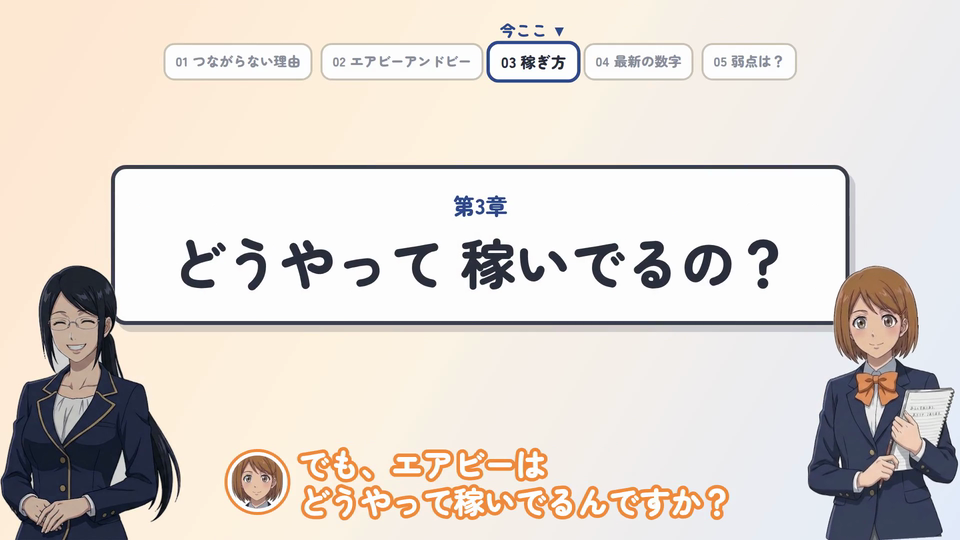 今ここ ▼
01 つながらない理由
02 エアビーアンドビー
03 稼ぎ方
04 最新の数字
05 弱点は？
第3章
どうやって 稼いでるの？
でも、エアビーは
どうやって稼いでるんですか？